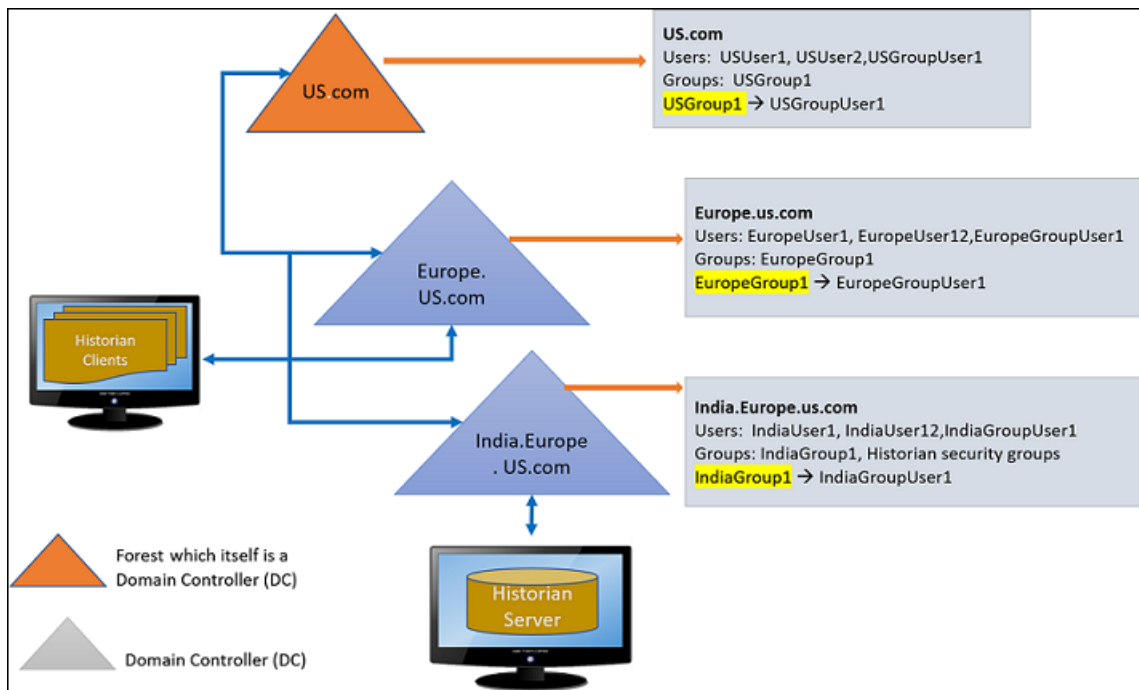 US.com
US.com
Users:  USUser1, USUser2,USGroupUser1
Groups:  USGroup1
USGroup1 → USGroupUser1
Europe.
US.com
Europe.us.com
Users: EuropeUser1, EuropeUser12,EuropeGroupUser1
Groups: EuropeGroup1
EuropeGroup1 → EuropeGroupUser1
Historian
Clients
India.Europe
. US.com
India.Europe.us.com
Users:  IndiaUser1, IndiaUser12,IndiaGroupUser1
Groups: IndiaGroup1, Historian security groups
IndiaGroup1 → IndiaGroupUser1
Forest which itself is a
Domain Controller (DC)
Historian
Server
Domain Controller (DC)